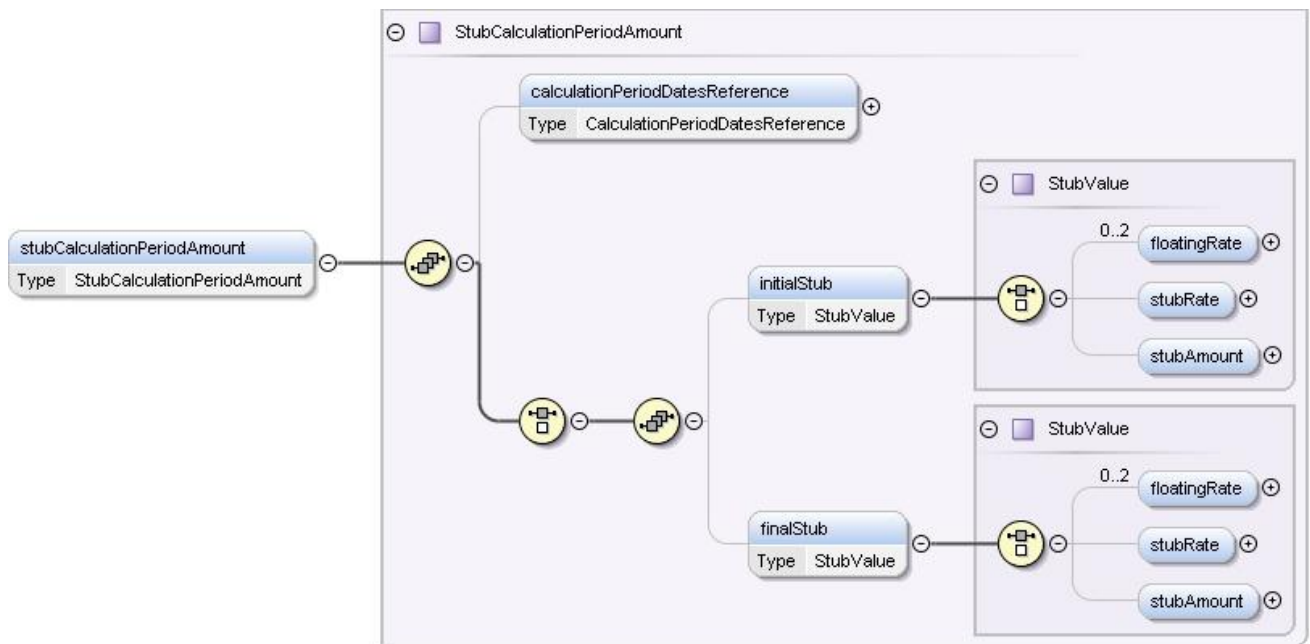 StubCalculationPeriodAmount
calculationPeriodDatesReference
Type CalculationPeriodDatesReference
StubValue
0..2
floatingRate
stubCalculationPeriodAmount
Type StubCalculationPeriodAmount
initialStub
Type StubValue
stubRate
stubAmount
StubValue
0..2
floatingRate
finalStub
Type StubValue
stubRate
stubAmount